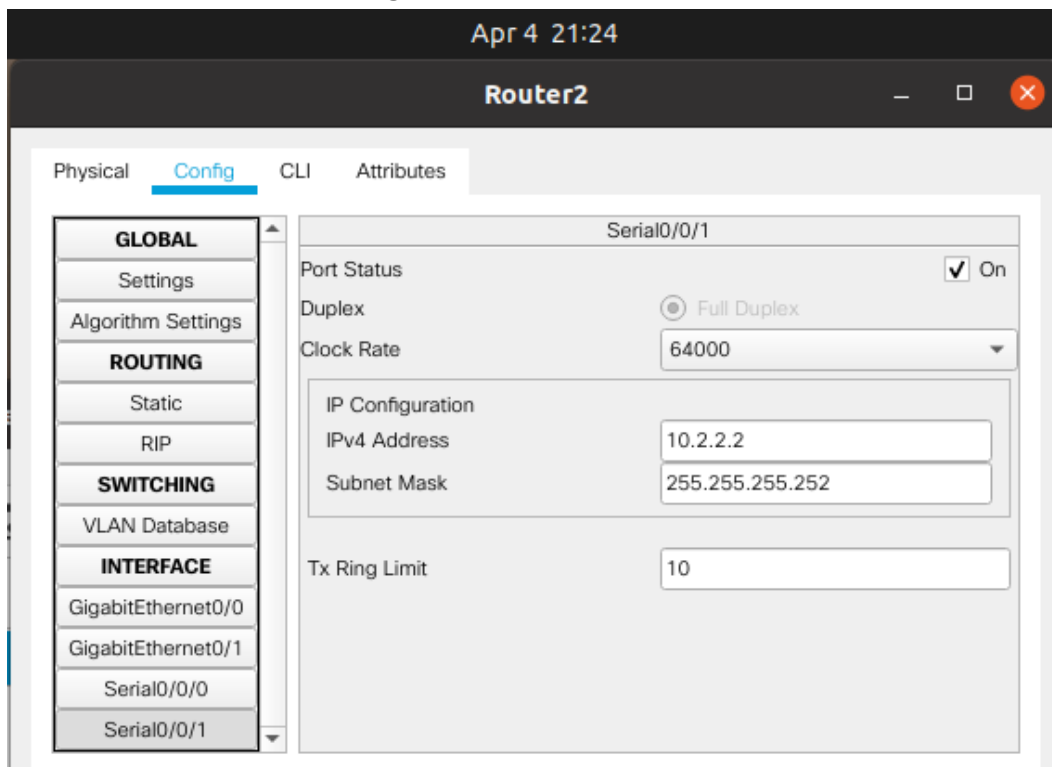 Apr 4 21:24
Router2
Physical Config CLI Attributes
GLOBAL
Settings
Algorithm Settings
ROUTING
Static
RIP
SWITCHING
VLAN Database
INTERFACE
GigabitEthernet0/0
GigabitEthernet0/1
Serial0/0/0
Serial0/0/1
Serial0/0/1
Port Status On
Duplex Full Duplex
Clock Rate 64000
IP Configuration
IPv4 Address 10.2.2.2
Subnet Mask 255.255.255.252
Tx Ring Limit 10